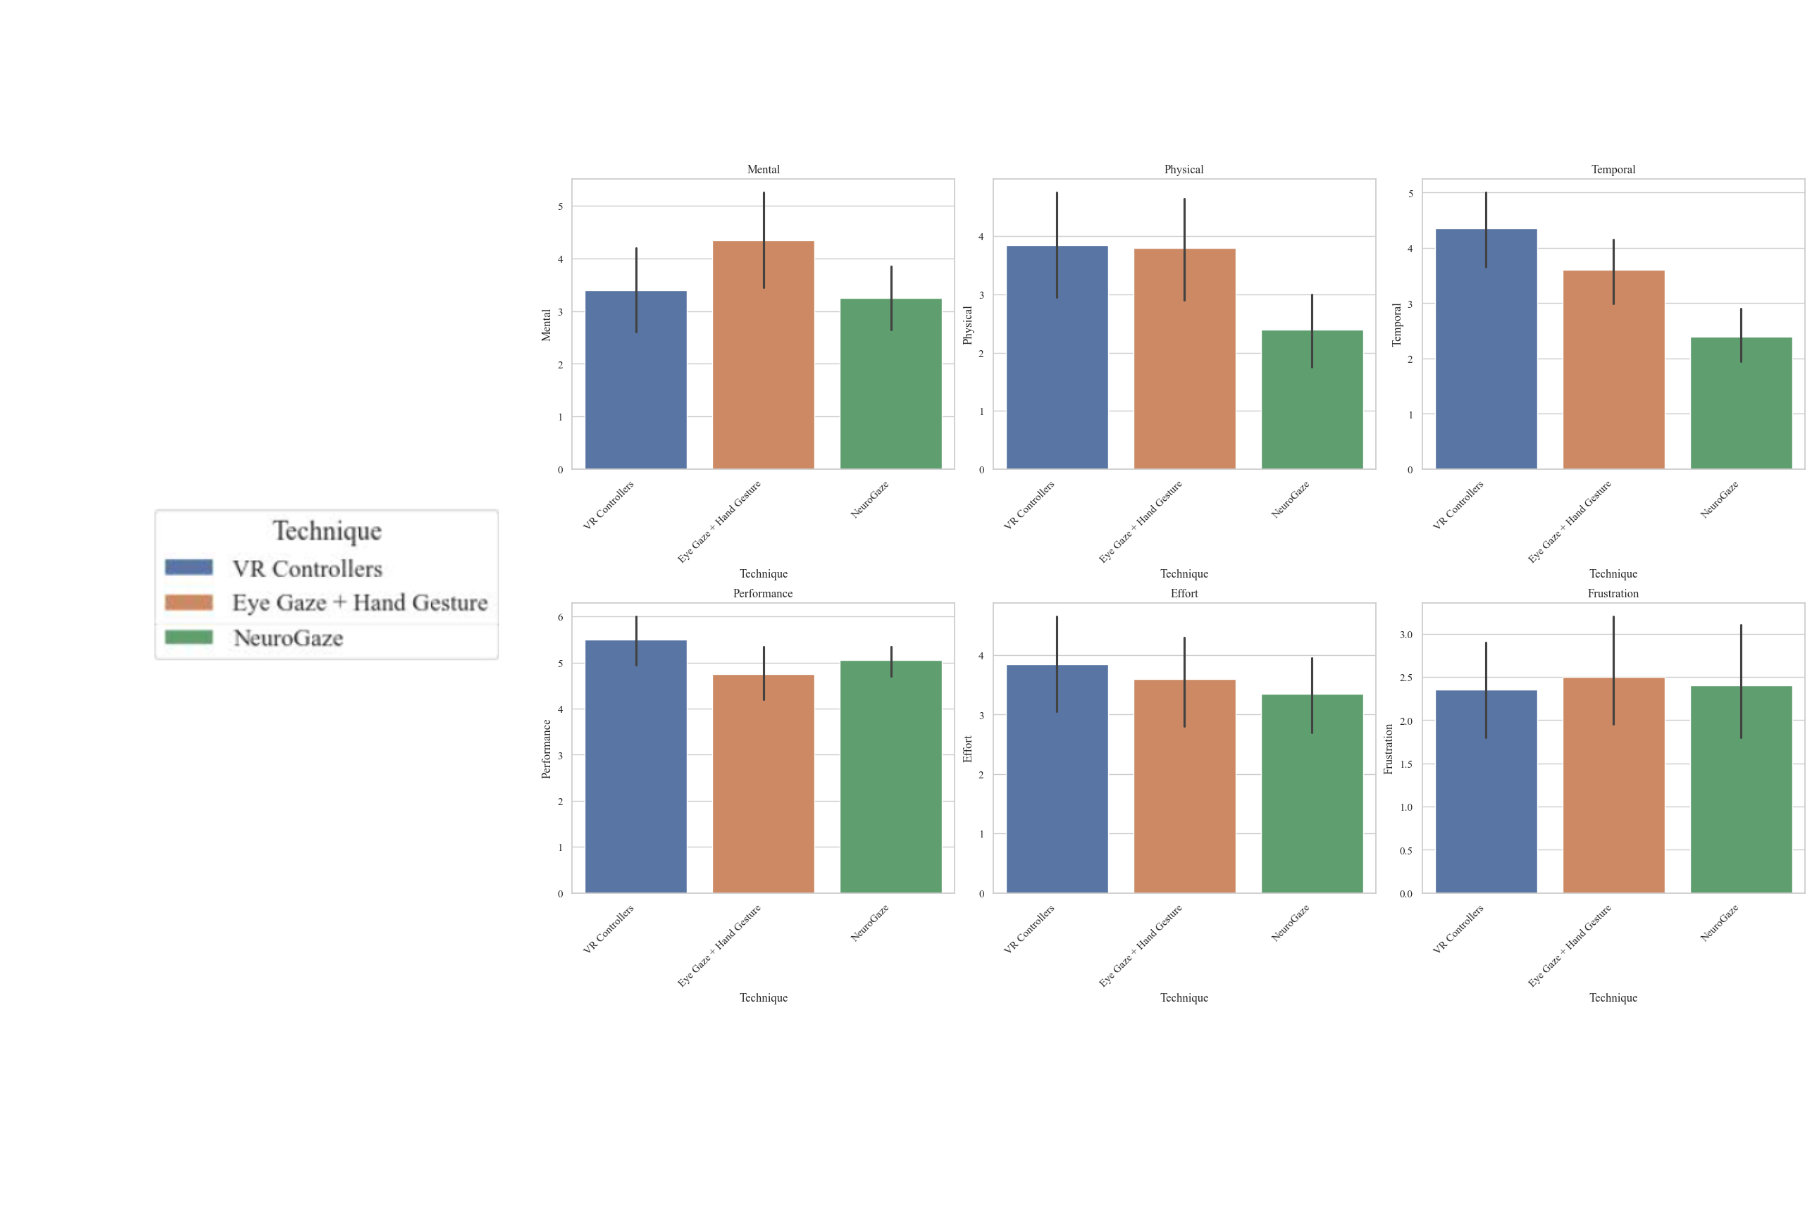 Technique
VR Controllers
Eye Gaze + Hand Gesture
NeuroGaze
Mental
Mental
5
4
3
2
1
0
VR Controllers
Eye Gaze + Hand Gesture
NeuroGaze
Technique
Physical
Physical
4
3
2
1
0
VR Controllers
Eye Gaze + Hand Gesture
NeuroGaze
Technique
Temporal
Temporal
5
4
3
2
1
0
VR Controllers
Eye Gaze + Hand Gesture
NeuroGaze
Technique
Performance
Performance
6
5
4
3
2
1
0
VR Controllers
Eye Gaze + Hand Gesture
NeuroGaze
Technique
Effort
Effort
4
3
2
1
0
VR Controllers
Eye Gaze + Hand Gesture
NeuroGaze
Technique
Frustration
Frustration
3.0
2.5
2.0
1.5
1.0
0.5
0.0
VR Controllers
Eye Gaze + Hand Gesture
NeuroGaze
Technique